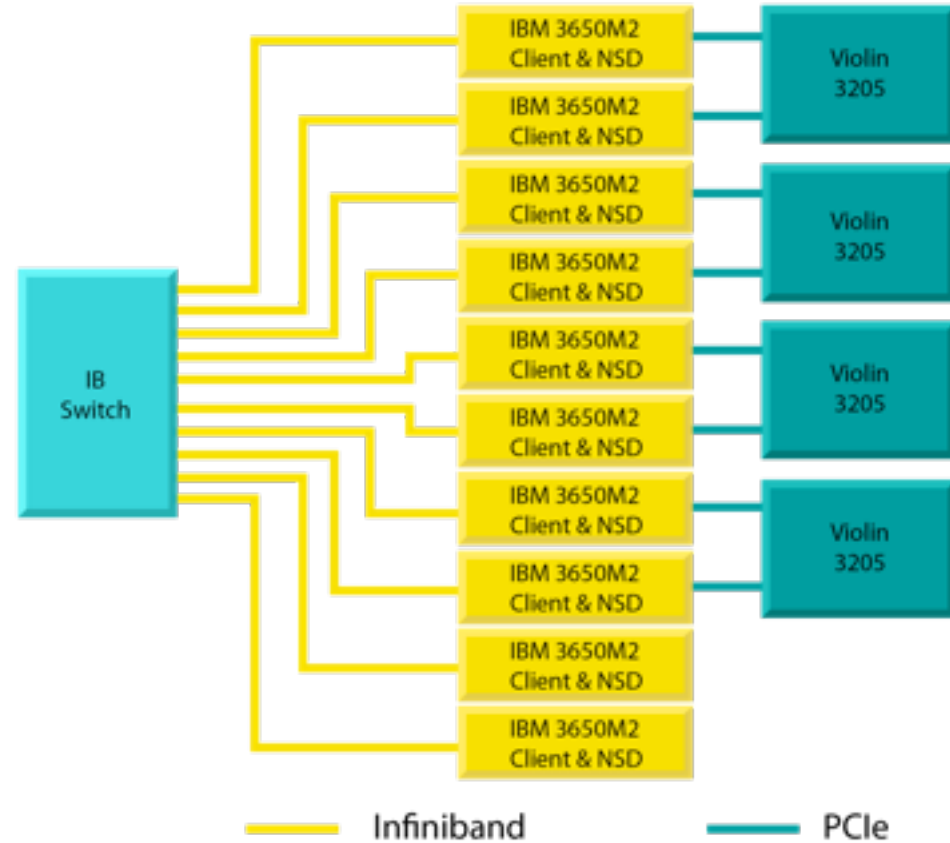 IBM 3650M2
Client & NSD
Violin
3205
IBM 3650M2
Client & NSD
IBM 3650M2
Client & NSD
Violin
3205
IBM 3650M2
Client & NSD
IB
Switch
IBM 3650M2
Client & NSD
Violin
3205
IBM 3650M2
Client & NSD
IBM 3650M2
Client & NSD
Violin
3205
IBM 3650M2
Client & NSD
IBM 3650M2
Client & NSD
IBM 3650M2
Client & NSD
Infiniband
PCIe